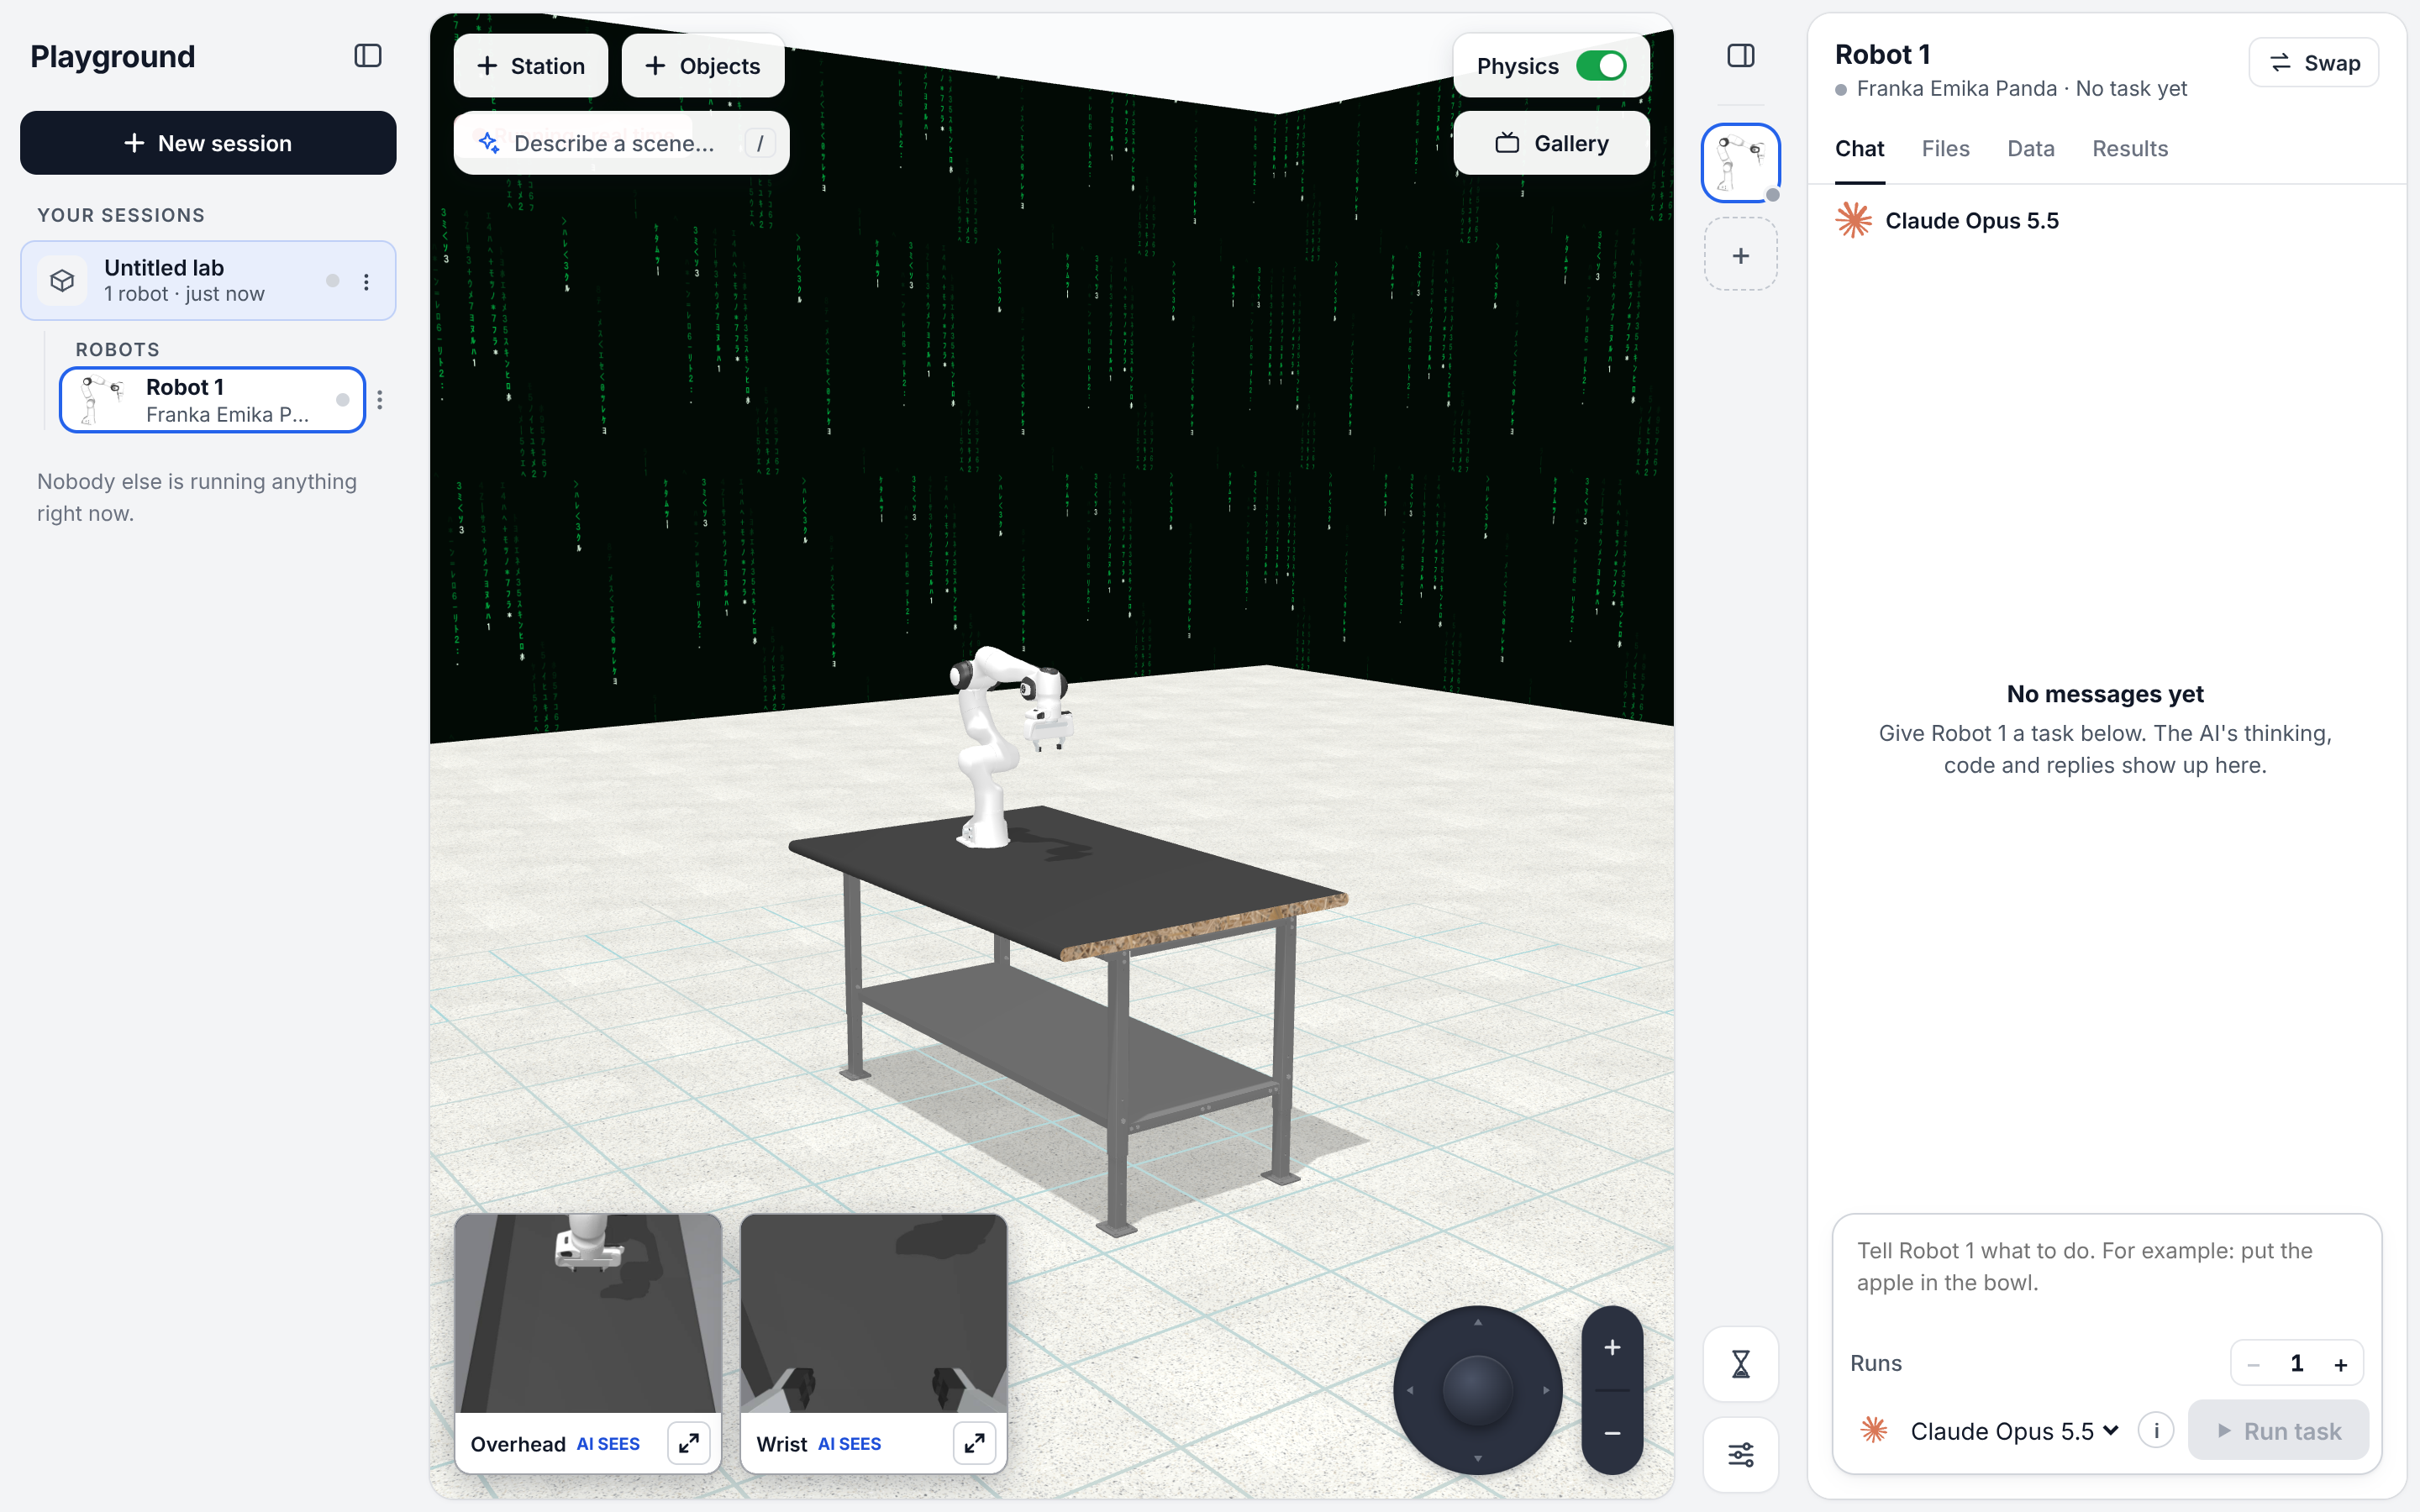 Playground
+ New session
YOUR SESSIONS
Untitled lab
1 robot · just now
ROBOTS
Robot 1
Franka Emika P...
Nobody else is running anything
right now.
+ Station
+ Objects
Describe a scene...
/
Physics
Gallery
Overhead AI SEES
Wrist AI SEES
Robot 1
Franka Emika Panda · No task yet
Swap
Chat
Files
Data
Results
Claude Opus 5.5
No messages yet
Give Robot 1 a task below. The AI's thinking,
code and replies show up here.
Tell Robot 1 what to do. For example: put the
apple in the bowl.
Runs
− 1 +
Claude Opus 5.5
i
Run task